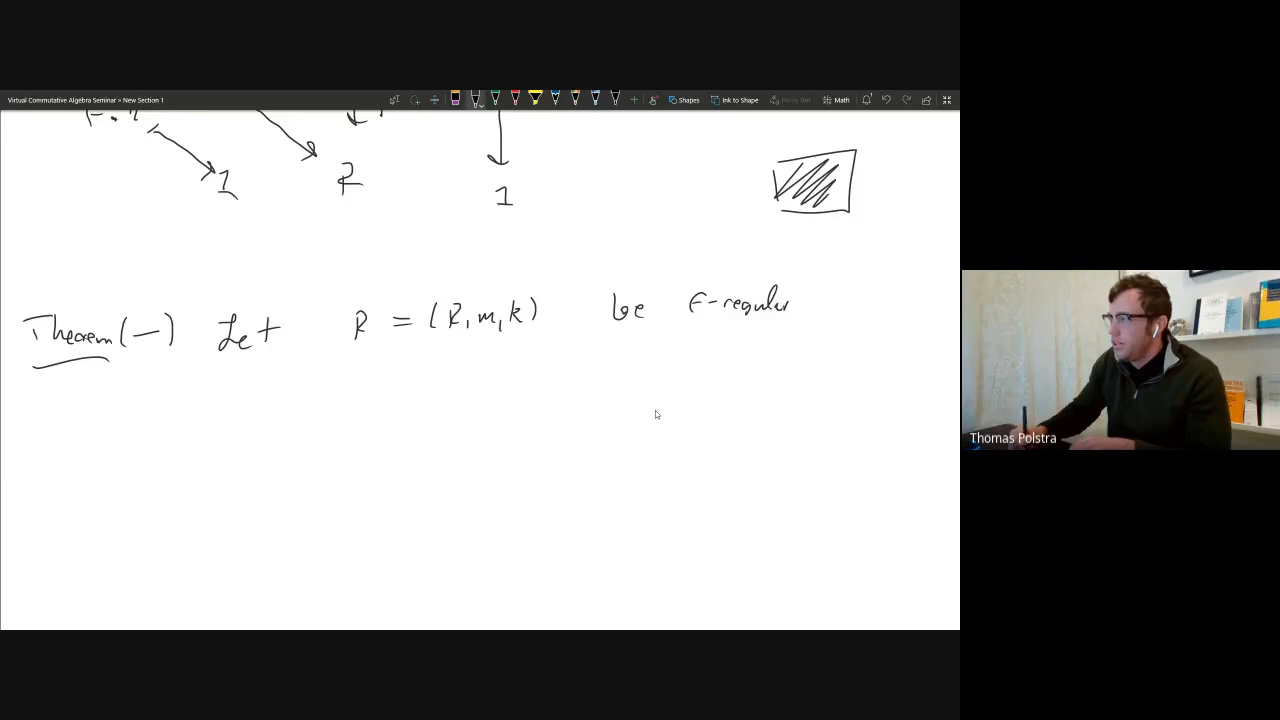 Virtual Commutative Algebra Seminar > New Section 1
Shapes
Ink to Shape
Math
1
R
1
Theorem (—) Let R = (R, m, k) be F-regular
Thomas Polstra